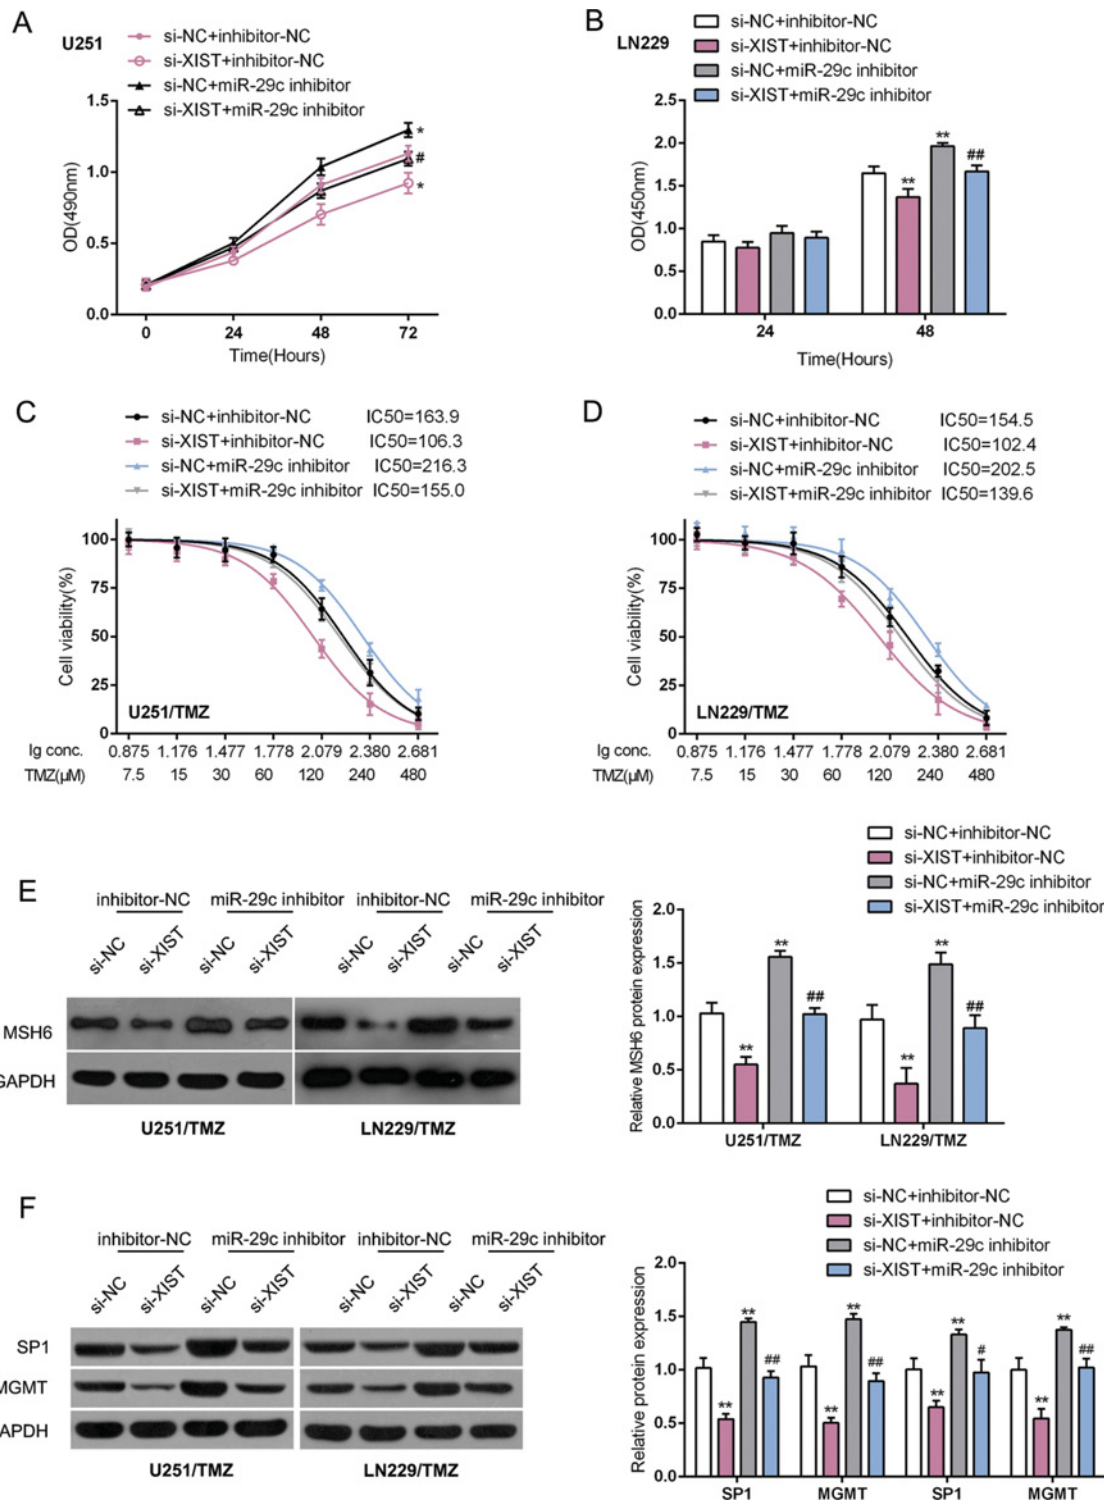 A
U251
si-NC+inhibitor-NC
si-XIST+inhibitor-NC
si-NC+miR-29c inhibitor
si-XIST+miR-29c inhibitor
1.5
1.0
0.5
0.0
OD(490nm)
*
#
*
0 24 48 72
Time(Hours)
B
LN229
si-NC+inhibitor-NC
si-XIST+inhibitor-NC
si-NC+miR-29c inhibitor
si-XIST+miR-29c inhibitor
2.5
2.0
1.5
1.0
0.5
0.0
OD(450nm)
** ** ##
24 48
Time(Hours)
C
si-NC+inhibitor-NC IC50=163.9
si-XIST+inhibitor-NC IC50=106.3
si-NC+miR-29c inhibitor IC50=216.3
si-XIST+miR-29c inhibitor IC50=155.0
100
75
50
25
0
Cell viability(%)
U251/TMZ
lg conc. 0.875 1.176 1.477 1.778 2.079 2.380 2.681
TMZ(μM) 7.5 15 30 60 120 240 480
D
si-NC+inhibitor-NC IC50=154.5
si-XIST+inhibitor-NC IC50=102.4
si-NC+miR-29c inhibitor IC50=202.5
si-XIST+miR-29c inhibitor IC50=139.6
100
75
50
25
0
Cell viability(%)
LN229/TMZ
lg conc. 0.875 1.176 1.477 1.778 2.079 2.380 2.681
TMZ(μM) 7.5 15 30 60 120 240 480
E
inhibitor-NC miR-29c inhibitor inhibitor-NC miR-29c inhibitor
si-NC si-XIST si-NC si-XIST si-NC si-XIST si-NC si-XIST
MSH6
GAPDH
U251/TMZ LN229/TMZ
si-NC+inhibitor-NC
si-XIST+inhibitor-NC
si-NC+miR-29c inhibitor
si-XIST+miR-29c inhibitor
2.0
1.5
1.0
0.5
0.0
Relative MSH6 protein expression
** ** ## ** ** ##
U251/TMZ LN229/TMZ
F
inhibitor-NC miR-29c inhibitor inhibitor-NC miR-29c inhibitor
si-NC si-XIST si-NC si-XIST si-NC si-XIST si-NC si-XIST
SP1
MGMT
APDH
U251/TMZ LN229/TMZ
si-NC+inhibitor-NC
si-XIST+inhibitor-NC
si-NC+miR-29c inhibitor
si-XIST+miR-29c inhibitor
2.0
1.5
1.0
0.5
0.0
Relative protein expression
** ** ## ** ** ## ** ** # ** ** ##
SP1 MGMT SP1 MGMT